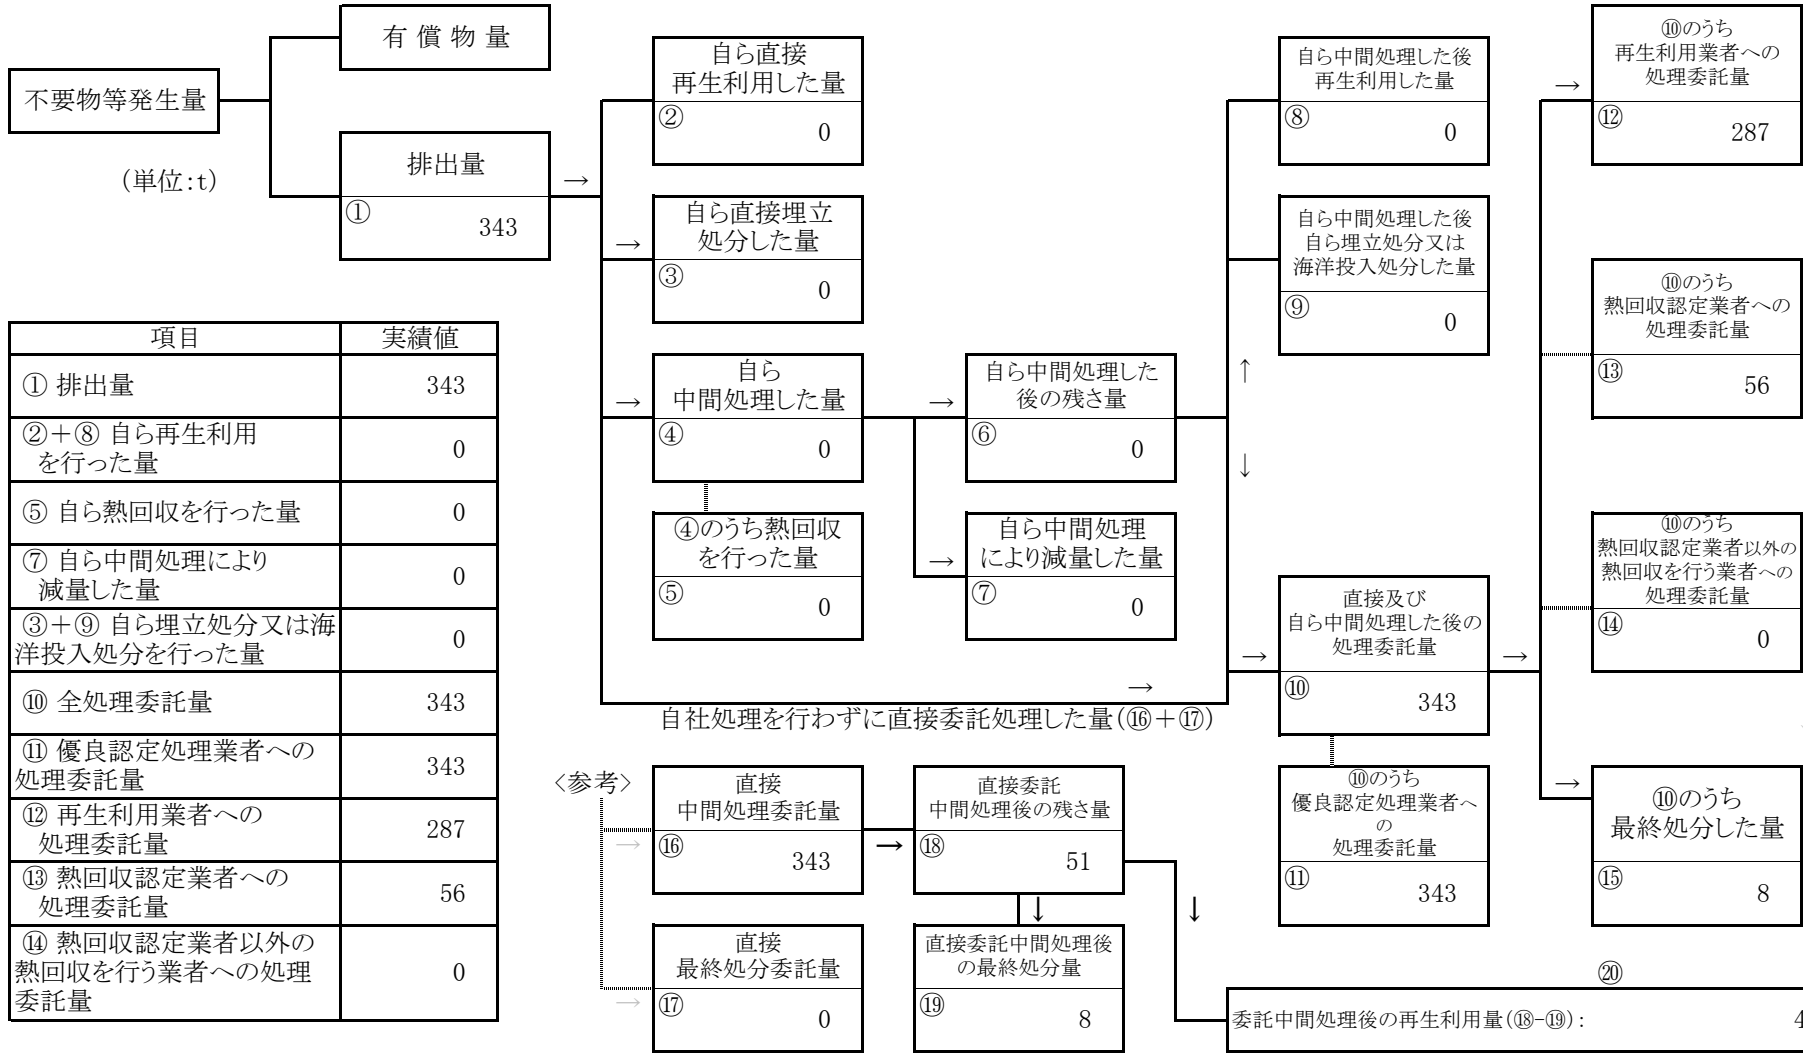 有償物量
不要物等発生量
(単位:t)
排出量
①
343
→
自ら直接
再生利用した量
②
0
→
自ら直接埋立
処分した量
③
0
→
自ら
中間処理した量
④
0
④のうち熱回収
を行った量
⑤
0
→
自ら中間処理した
後の残さ量
⑥
0
→
自ら中間処理
により減量した量
⑦
0
自ら中間処理した後
再生利用した量
⑧
0
自ら中間処理した後
自ら埋立処分又は
海洋投入処分した量
⑨
0
↑
↓
→
直接及び
自ら中間処理した後の
処理委託量
⑩
343
→
自社処理を行わずに直接委託処理した量(⑯+⑰)
⑩のうち
優良認定処理業者へ
の
処理委託量
⑪
343
→
→
⑩のうち
再生利用業者への
処理委託量
⑫
287
⑩のうち
熱回収認定業者への
処理委託量
⑬
56
⑩のうち
熱回収認定業者以外の
熱回収を行う業者への
処理委託量
⑭
0
→
⑩のうち
最終処分した量
⑮
8
項目 実績値
① 排出量 343
②+⑧ 自ら再生利用
を行った量 0
⑤ 自ら熱回収を行った量 0
⑦ 自ら中間処理により
減量した量 0
③+⑨ 自ら埋立処分又は海
洋投入処分を行った量 0
⑩ 全処理委託量 343
⑪ 優良認定処理業者への
処理委託量 343
⑫ 再生利用業者への
処理委託量 287
⑬ 熱回収認定業者への
処理委託量 56
⑭ 熱回収認定業者以外の
熱回収を行う業者への処理
委託量 0
<参考>
→
直接
中間処理委託量
⑯
343
→
直接委託
中間処理後の残さ量
⑱
51
↓
↓
→
直接
最終処分委託量
⑰
0
直接委託中間処理後
の最終処分量
⑲
8
⑳
委託中間処理後の再生利用量(⑱-⑲): 4